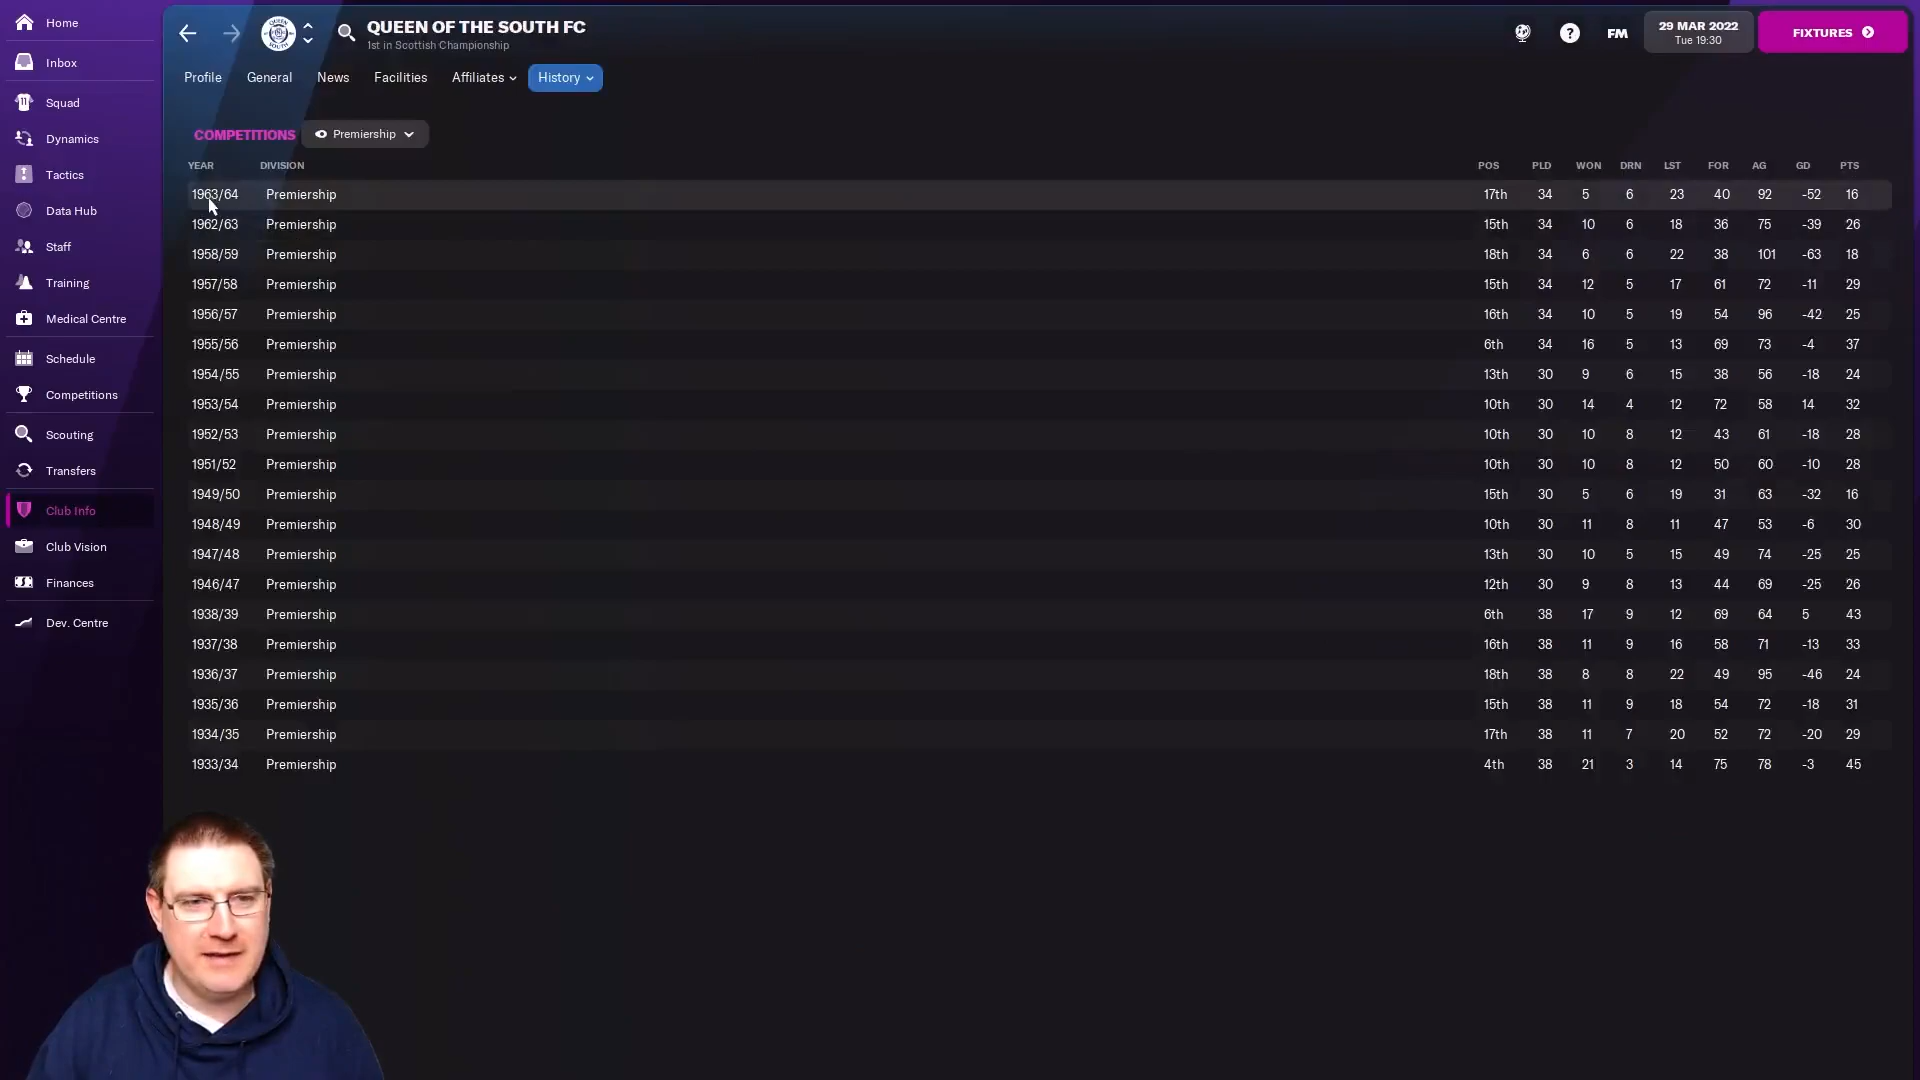 Home
Inbox
Squad
Dynamics
Tactics
Data Hub
Staff
Training
Medical Centre
Schedule
Competitions
Scouting
Transfers
Club Info
Club Vision
Finances
Dev. Centre
QUEEN OF THE SOUTH FC
1st in Scottish Championship
FM
29 MAR 2022
Tue 19:30
FIXTURES
Profile General News Facilities Affiliates History
COMPETITIONS Premiership
YEAR DIVISION POS PLD WON DRN LST FOR AG GD PTS
1963/64 Premiership 17th 34 5 6 23 40 92 -52 16
1962/63 Premiership 15th 34 10 6 18 36 75 -39 26
1958/59 Premiership 18th 34 6 6 22 38 101 -63 18
1957/58 Premiership 15th 34 12 5 17 61 72 -11 29
1956/57 Premiership 16th 34 10 5 19 54 96 -42 25
1955/56 Premiership 6th 34 16 5 13 69 73 -4 37
1954/55 Premiership 13th 30 9 6 15 38 56 -18 24
1953/54 Premiership 10th 30 14 4 12 72 58 14 32
1952/53 Premiership 10th 30 10 8 12 43 61 -18 28
1951/52 Premiership 10th 30 10 8 12 50 60 -10 28
1949/50 Premiership 15th 30 5 6 19 31 63 -32 16
1948/49 Premiership 10th 30 11 8 11 47 53 -6 30
1947/48 Premiership 13th 30 10 5 15 49 74 -25 25
1946/47 Premiership 12th 30 9 8 13 44 69 -25 26
1938/39 Premiership 6th 38 17 9 12 69 64 5 43
1937/38 Premiership 16th 38 11 9 16 58 71 -13 33
1936/37 Premiership 18th 38 8 8 22 49 95 -46 24
1935/36 Premiership 15th 38 11 9 18 54 72 -18 31
1934/35 Premiership 17th 38 11 7 20 52 72 -20 29
1933/34 Premiership 4th 38 21 3 14 75 78 -3 45